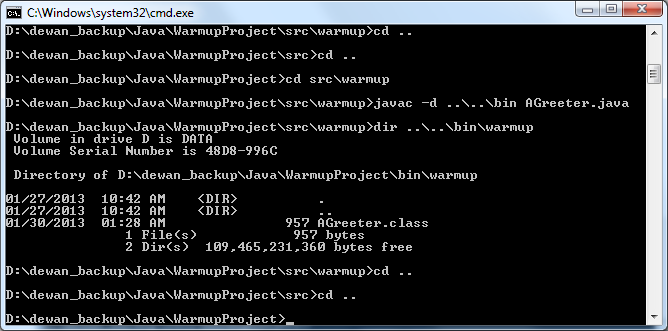 C:\Windows\system32\cmd.exe
D:\dewan_backup\Java\WarmupProject\src\warmup>cd ..
D:\dewan_backup\Java\WarmupProject\src>cd ..
D:\dewan_backup\Java\WarmupProject>cd src\warmup
D:\dewan_backup\Java\WarmupProject\src\warmup>javac -d ..\..\bin AGreeter.java
D:\dewan_backup\Java\WarmupProject\src\warmup>dir ..\..\bin\warmup
Volume in drive D is DATA
Volume Serial Number is 48D8-996C
Directory of D:\dewan_backup\Java\WarmupProject\bin\warmup
01/27/2013  10:42 AM    <DIR>          .
01/27/2013  10:42 AM    <DIR>          ..
01/30/2013  01:28 AM               957 AGreeter.class
1 File(s)            957 bytes
2 Dir(s)  109,465,231,360 bytes free
D:\dewan_backup\Java\WarmupProject\src\warmup>cd ..
D:\dewan_backup\Java\WarmupProject\src>cd ..
D:\dewan_backup\Java\WarmupProject>_